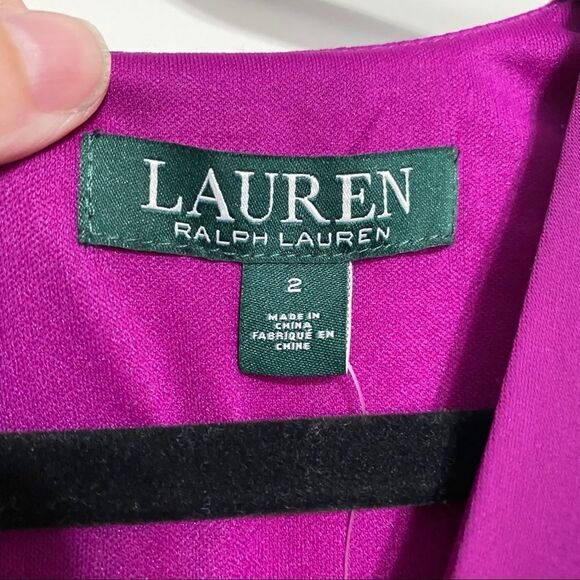 LAUREN
RALPH LAUREN
2
MADE IN
CHINA
FABRIQUÉ EN
CHINE